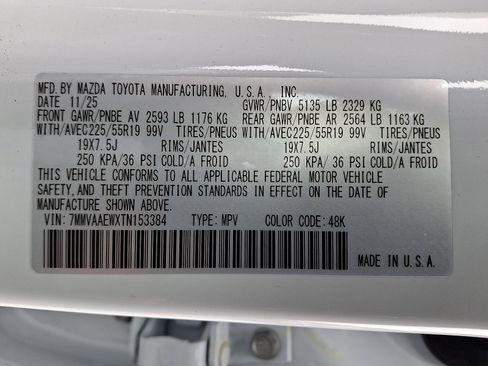 MFD. BY MAZDA TOYOTA MANUFACTURING, U.S.A., INC.
DATE 11/25 GVWR/PNBV 5135 LB 2329 KG
FRONT GAWR/PNBE AV 2593 LB 1176 KG REAR GAWR/PNBE AR 2564 LB 1163 KG
WITH/AVEC225/55R19 99V TIRES/PNEUS WITH/AVEC225/55R19 99V TIRES/PNEUS
19X7.5J RIMS/JANTES 19X7.5J RIMS/JANTES
250 KPA/36 PSI COLD/A FROID 250 KPA/36 PSI COLD/A FROID
THIS VEHICLE CONFORMS TO ALL APPLICABLE FEDERAL MOTOR VEHICLE
SAFETY, AND THEFT PREVENTION STANDARDS IN EFFECT ON THE DATE OF
MANUFACTURE SHOWN ABOVE.
VIN: 7MMVAAEWXTN153384 TYPE: MPV COLOR CODE: 48K
MADE IN U.S.A.